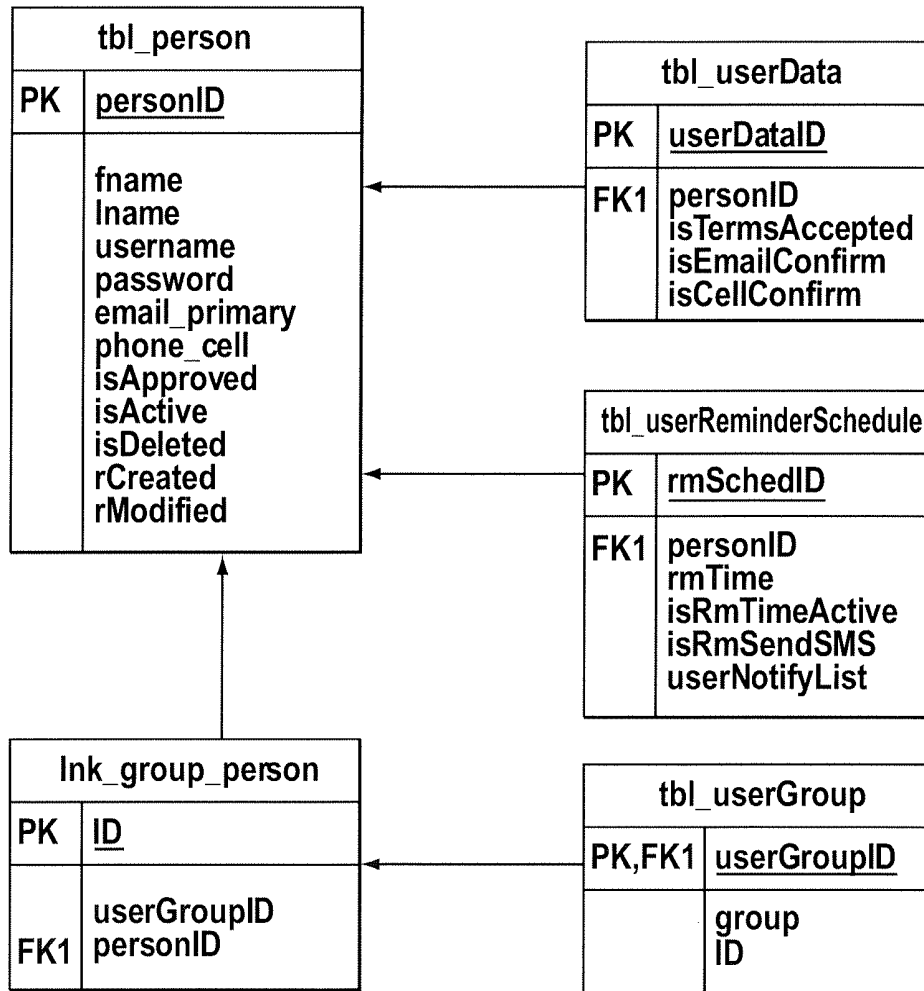 tbl_person
PK personID
fname
lname
username
password
email_primary
phone_cell
isApproved
isActive
isDeleted
rCreated
rModified
tbl_userData
PK userDataID
FK1 personID
isTermsAccepted
isEmailConfirm
isCellConfirm
tbl_userReminderSchedule
PK rmSchedID
FK1 personID
rmTime
isRmTimeActive
isRmSendSMS
userNotifyList
lnk_group_person
PK ID
userGroupID
FK1 personID
tbl_userGroup
PK,FK1 userGroupID
group
ID